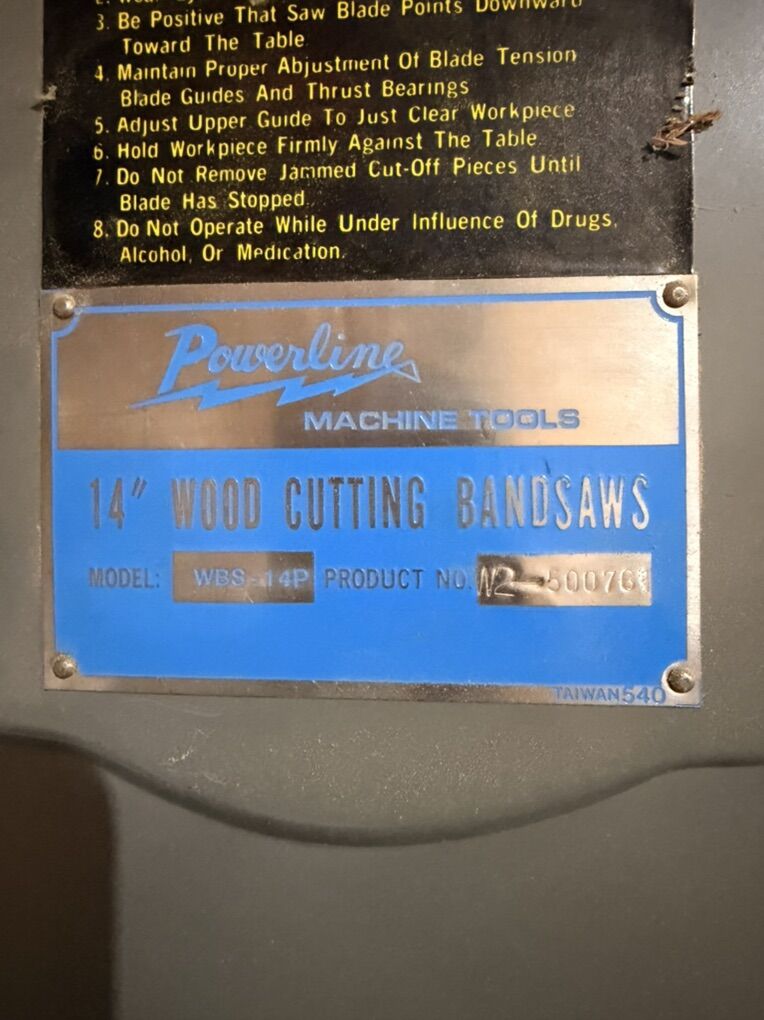 3. Be Positive That Saw Blade Points Downward
Toward The Table
4. Maintain Proper Abjustment Of Blade Tension
Blade Guides And Thrust Bearings
5. Adjust Upper Guide To Just Clear Workpiece
6. Hold Workpiece Firmly Against The Table
7. Do Not Remove Jammed Cut-Off Pieces Until
Blade Has Stopped.
8. Do Not Operate While Under Influence Of Drugs,
Alcohol, Or Medication.
Powerline
MACHINE TOOLS
14" WOOD CUTTING BANDSAWS
MODEL: WBS-14P PRODUCT NO.
TAIWAN 540